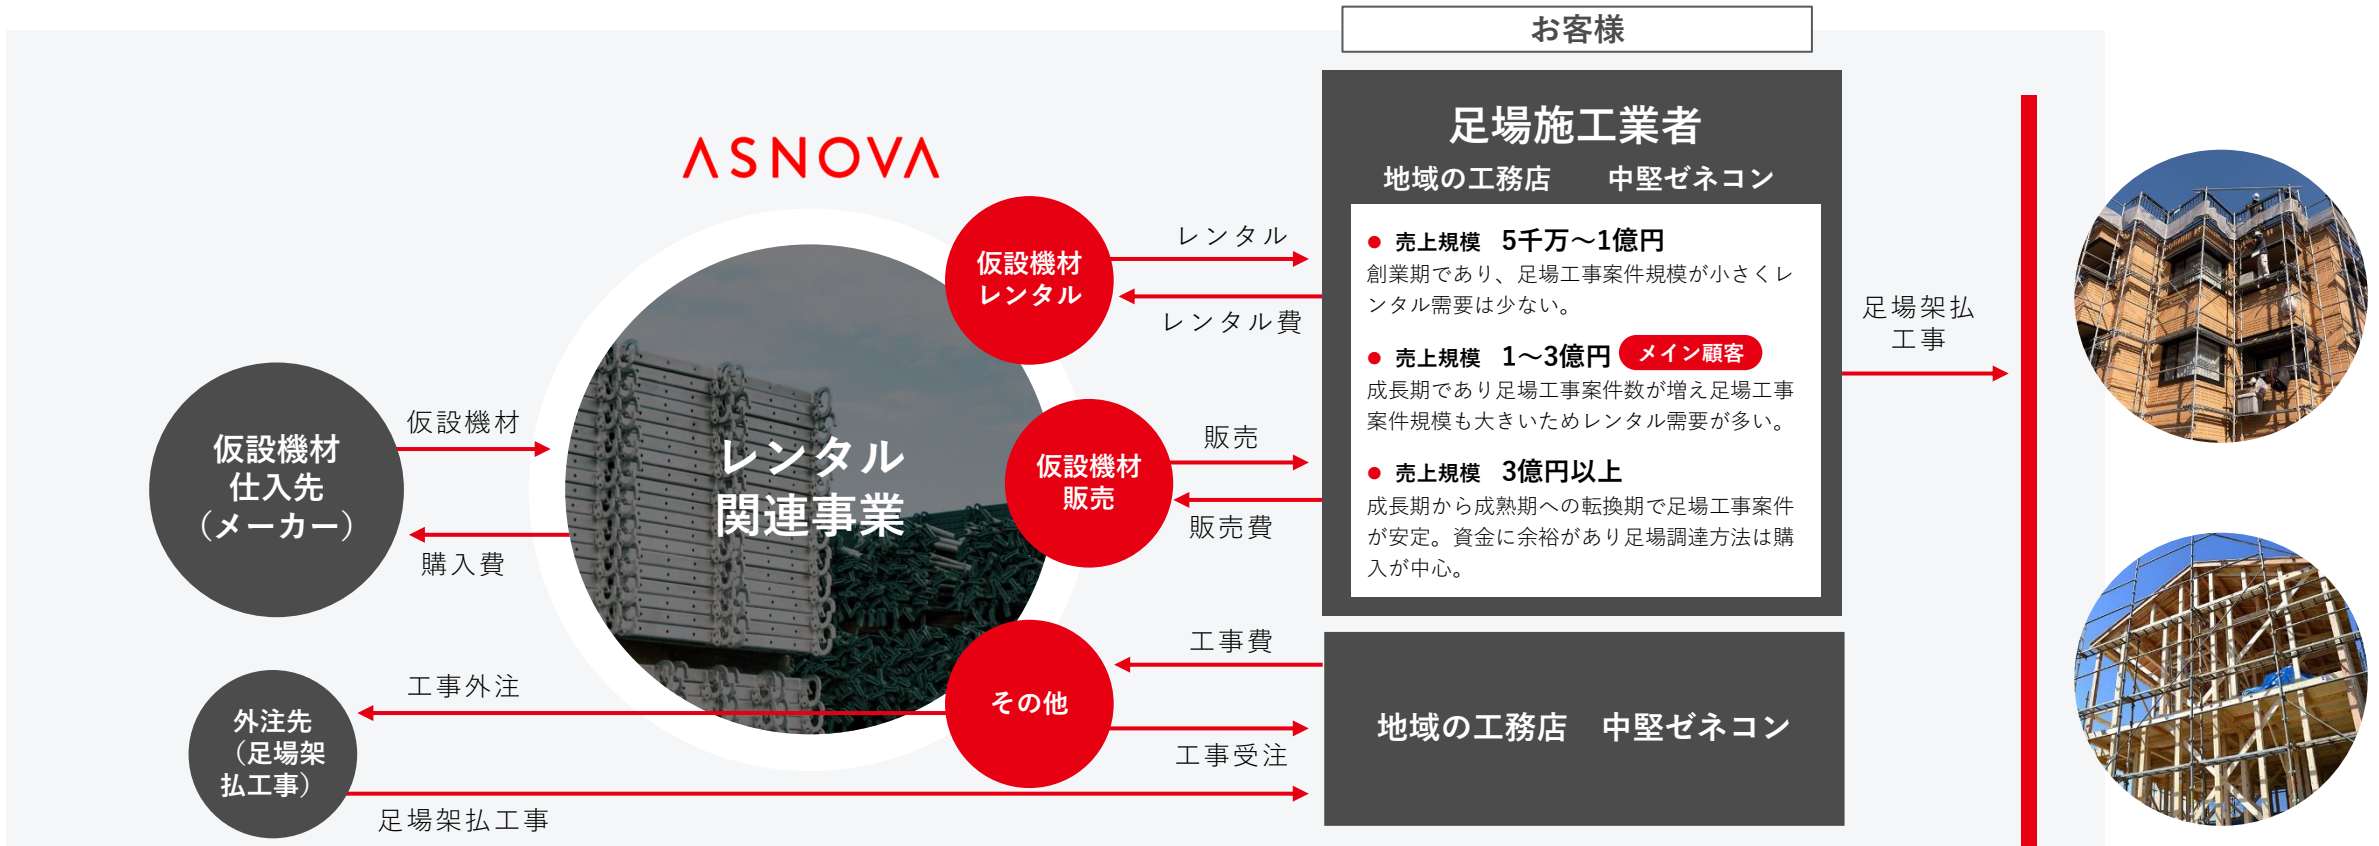 お客様
ASNOVA
足場施工業者
地域の工務店　中堅ゼネコン
● 売上規模 5千万〜1億円
創業期であり、足場工事案件規模が小さくレ
ンタル需要は少ない。
● 売上規模 1〜3億円 メイン顧客
成長期であり足場工事案件数が増え足場工事
案件規模も大きいためレンタル需要が多い。
● 売上規模 3億円以上
成長期から成熟期への転換期で足場工事案件
が安定。資金に余裕があり足場調達方法は購
入が中心。
仮設機材
レンタル
レンタル
レンタル費
足場架払
工事
仮設機材
仕入先
（メーカー）
仮設機材
購入費
レンタル
関連事業
仮設機材
販売
販売
販売費
外注先
（足場架
払工事）
工事外注
足場架払工事
その他
工事費
工事受注
地域の工務店　中堅ゼネコン